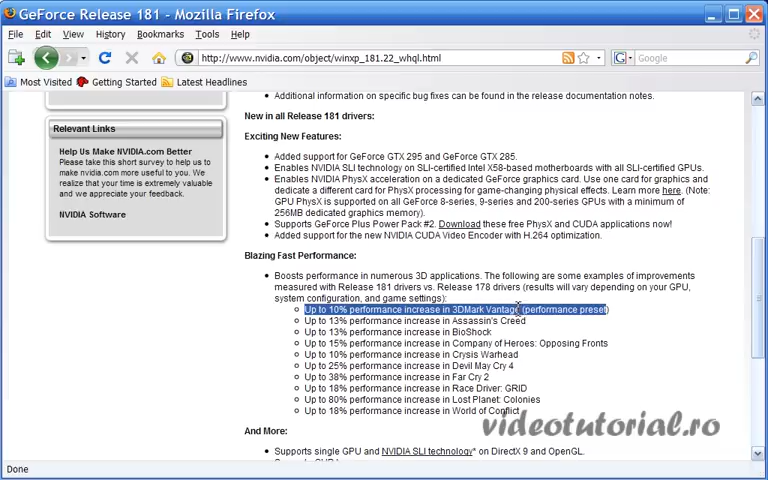 GeForce Release 181 - Mozilla Firefox
File Edit View History Bookmarks Tools Help
http://www.nvidia.com/object/winxp_181.22_whql.html
Google
Most Visited Getting Started Latest Headlines
Additional information on specific bug fixes can be found in the release documentation notes.
New in all Release 181 drivers:
Relevant Links
Exciting New Features:
Help Us Make NVIDIA.com Better
Please take this short survey to help us to
make nvidia.com more useful to you. We
realize that your time is extremely valuable
and we appreciate your feedback.
NVIDIA Software
Added support for GeForce GTX 295 and GeForce GTX 285.
Enables NVIDIA SLI technology on SLI-certified Intel X58-based motherboards with all SLI-certified GPUs.
Enables NVIDIA PhysX acceleration on a dedicated GeForce graphics card. Use one card for graphics and
dedicate a different card for PhysX processing for game-changing physical effects. Learn more here. (Note:
GPU PhysX is supported on all GeForce 8-series, 9-series and 200-series GPUs with a minimum of
256MB dedicated graphics memory).
Supports GeForce Plus Power Pack #2. Download these free PhysX and CUDA applications now!
Added support for the new NVIDIA CUDA Video Encoder with H.264 optimization.
Blazing Fast Performance:
Boosts performance in numerous 3D applications. The following are some examples of improvements
measured with Release 181 drivers vs. Release 178 drivers (results will vary depending on your GPU,
system configuration, and game settings):
Up to 10% performance increase in 3DMark Vantage (performance preset)
Up to 13% performance increase in Assassin's Creed
Up to 13% performance increase in BioShock
Up to 15% performance increase in Company of Heroes: Opposing Fronts
Up to 10% performance increase in Crysis Warhead
Up to 25% performance increase in Devil May Cry 4
Up to 38% performance increase in Far Cry 2
Up to 18% performance increase in Race Driver: GRID
Up to 80% performance increase in Lost Planet: Colonies
Up to 18% performance increase in World of Conflict
videotutorial.ro
And More:
Supports single GPU and NVIDIA SLI technology* on DirectX 9 and OpenGL.
Done